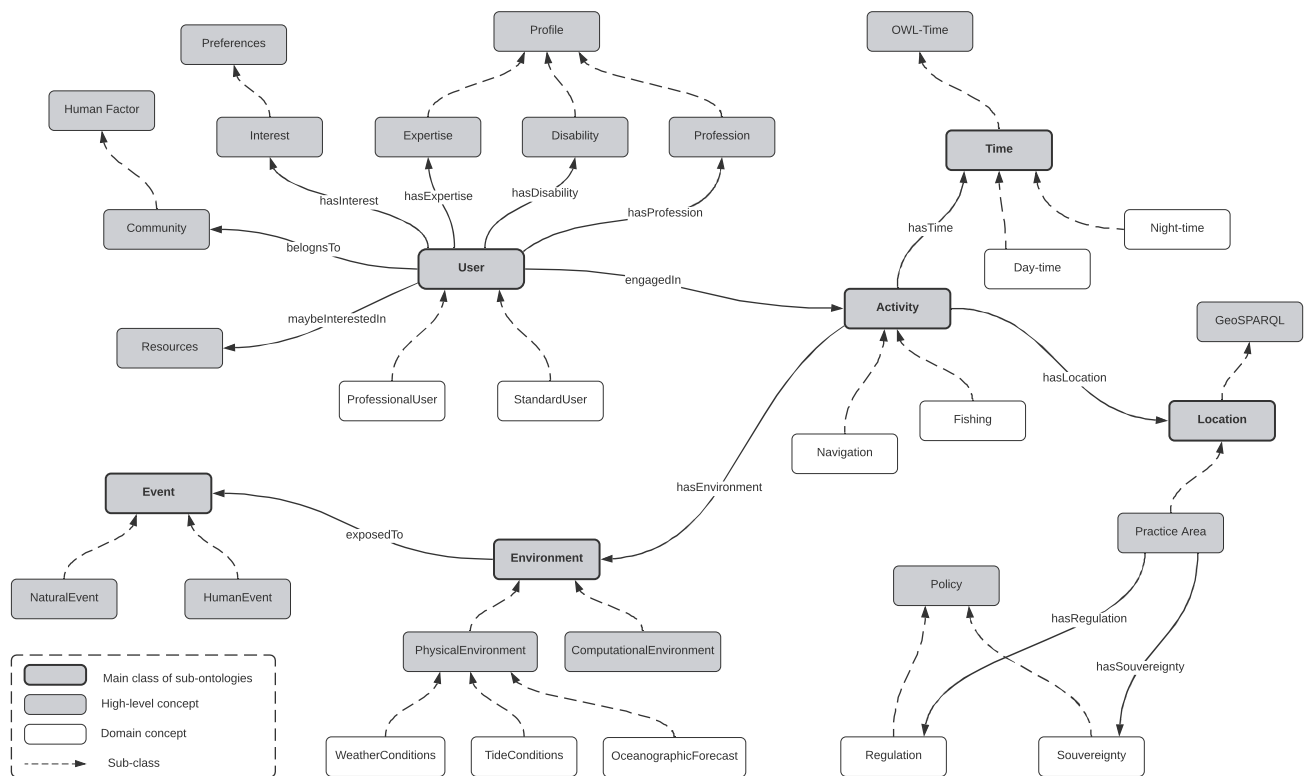 Profile
OWL-Time
Preferences
Human Factor
Interest
Expertise
Disability
Profession
Time
hasInterest
hasExpertise
hasDisability
hasProfession
Community
belognsTo
hasTime
Night-time
User
engagedIn
Day-time
maybeInterestedIn
Activity
GeoSPARQL
Resources
hasLocation
ProfessionalUser
StandardUser
Fishing
Location
Navigation
Event
hasEnvironment
exposedTo
Environment
Practice Area
NaturalEvent
HumanEvent
Policy
hasRegulation
PhysicalEnvironment
ComputationalEnvironment
hasSouvereignty
WeatherConditions
TideConditions
OceanographicForecast
Regulation
Souvereignty
Main class of sub-ontologies
High-level concept
Domain concept
Sub-class